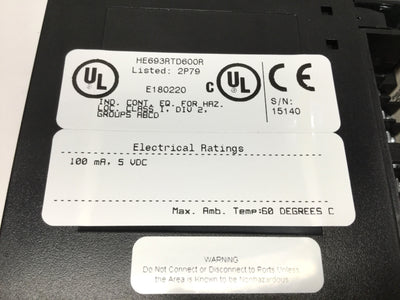 HE693RTD600R
Listed: 2P79
UL
E180220
C UL
CE
IND. CONT. EQ. FOR HAZ.
LOC. CLASS I, DIV 2,
GROUPS ABCD
S/N:
15140
Electrical Ratings
100 mA, 5 VDC
Max. Amb. Temp:60 DEGREES C
WARNING
Do Not Connect or Disconnect to Ports Unless
the Area is Known to be Nonhazardous